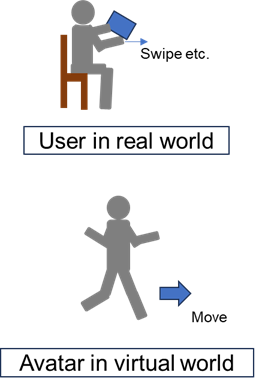 Swipe etc.
User in real world
Move
Avatar in virtual world